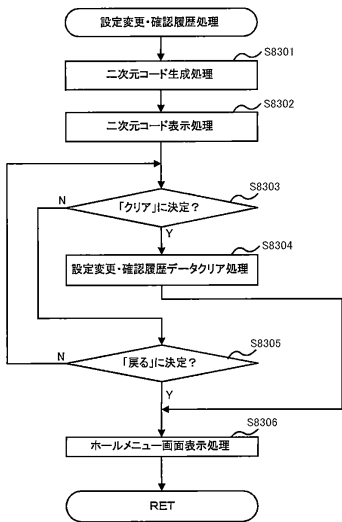 設定変更・確認履歴処理
S8301
二次元コード生成処理
S8302
二次元コード表示処理
S8303
N
「クリア」に決定？
Y
S8304
設定変更・確認履歴データクリア処理
S8305
N
「戻る」に決定？
Y
S8306
ホールメニュー画面表示処理
RET